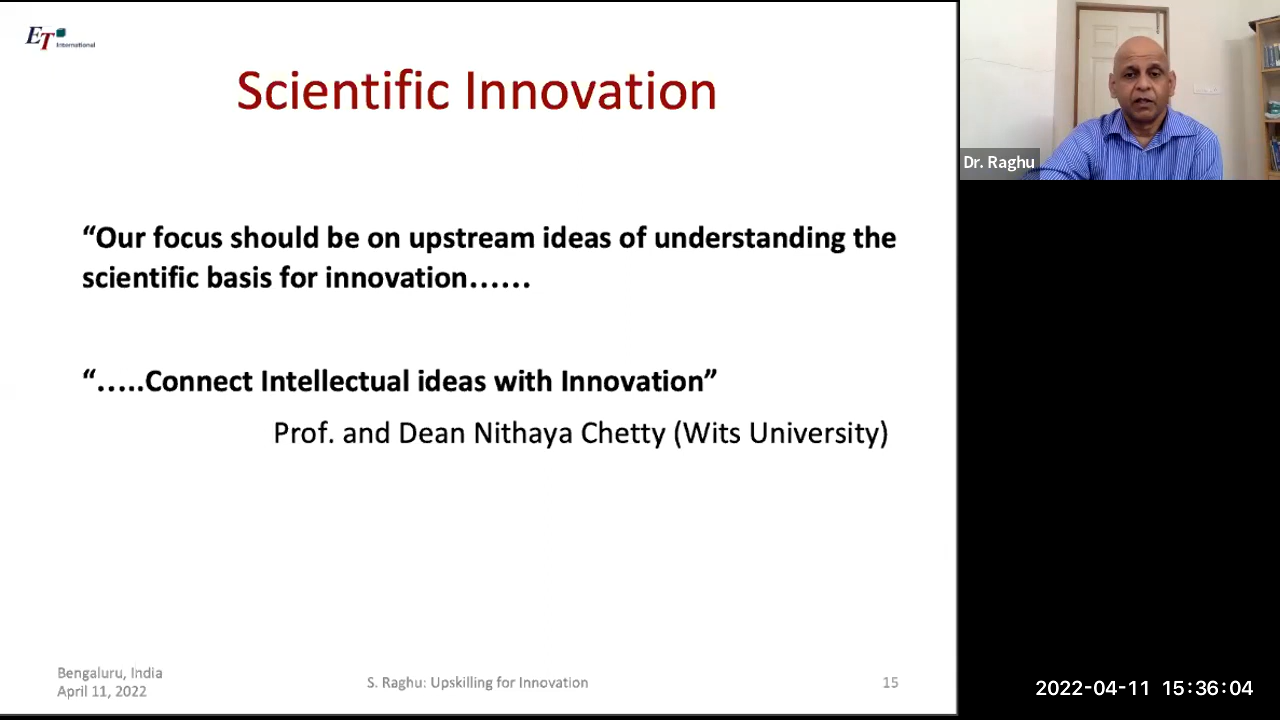 ET International
Scientific Innovation
Dr. Raghu
“Our focus should be on upstream ideas of understanding the
scientific basis for innovation……
“…..Connect Intellectual ideas with Innovation”
Prof. and Dean Nithaya Chetty (Wits University)
Bengaluru, India
April 11, 2022
S. Raghu: Upskilling for Innovation
15
2022-04-11 15:36:04